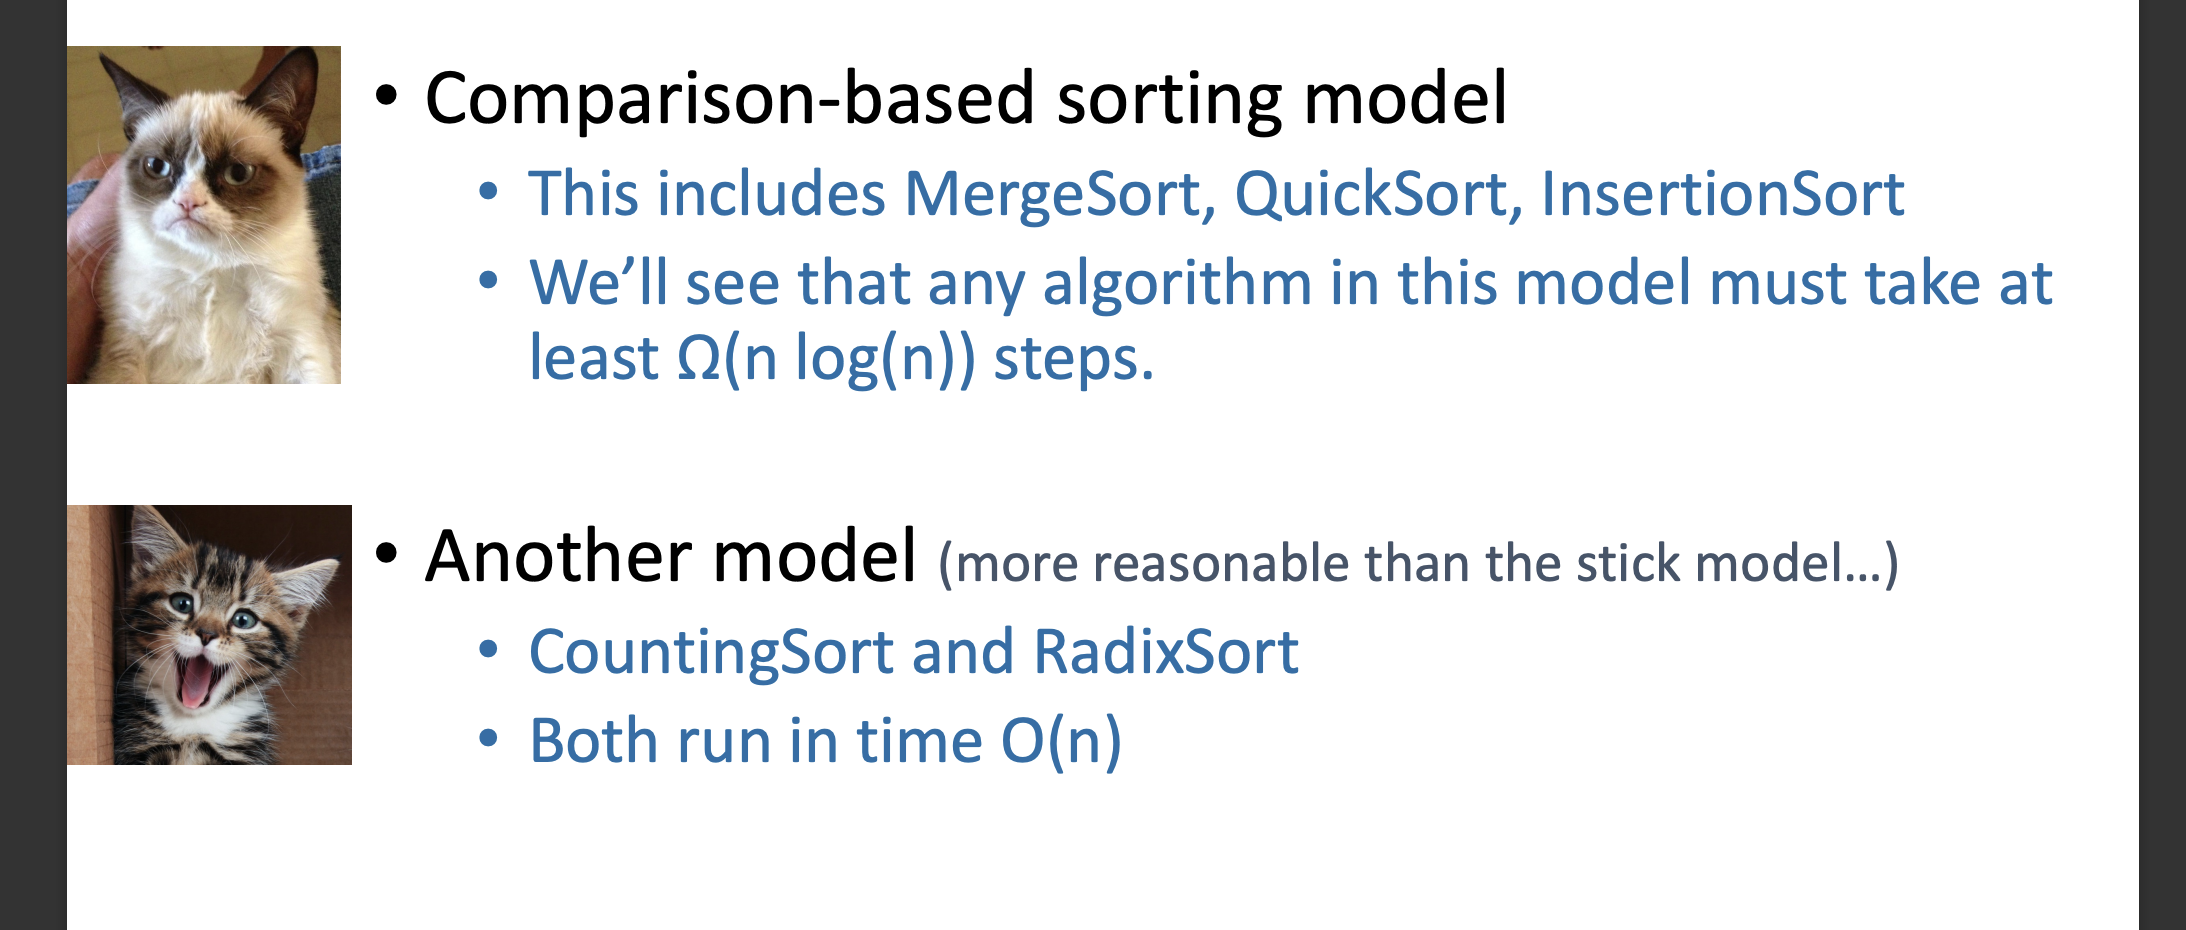 • Comparison-based sorting model
• This includes MergeSort, QuickSort, InsertionSort
• We’ll see that any algorithm in this model must take at
least Ω(n log(n)) steps.
• Another model (more reasonable than the stick model…)
• CountingSort and RadixSort
• Both run in time O(n)